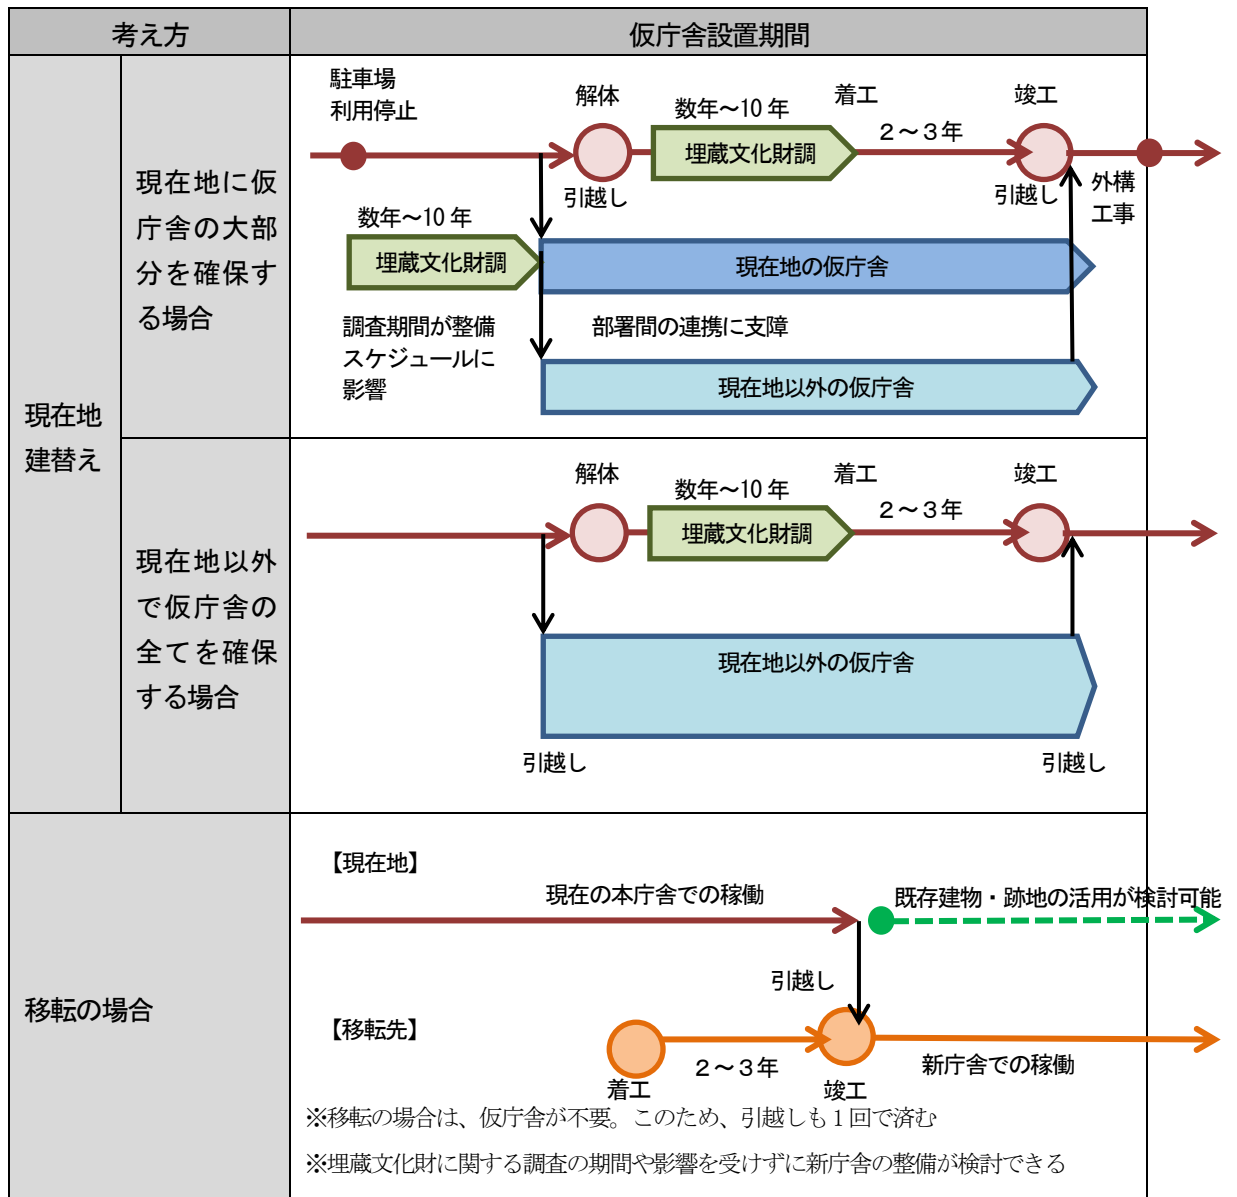 考え方
仮庁舎設置期間
現在地
建替え
現在地に仮
庁舎の大部
分を確保す
る場合
駐車場
利用停止
解体
数年～10 年
着工
竣工
２～３年
埋蔵文化財調
引越し
引越し
外構
工事
数年～10 年
埋蔵文化財調
現在地の仮庁舎
調査期間が整備
スケジュールに
影響
部署間の連携に支障
現在地以外の仮庁舎
現在地以外
で仮庁舎の
全てを確保
する場合
解体
数年～10 年
着工
竣工
２～３年
埋蔵文化財調
現在地以外の仮庁舎
引越し
引越し
移転の場合
【現在地】
現在の本庁舎での稼働
既存建物・跡地の活用が検討可能
引越し
【移転先】
２～３年
新庁舎での稼働
着工
竣工
※移転の場合は、仮庁舎が不要。このため、引越しも１回で済む
※埋蔵文化財に関する調査の期間や影響を受けずに新庁舎の整備が検討できる